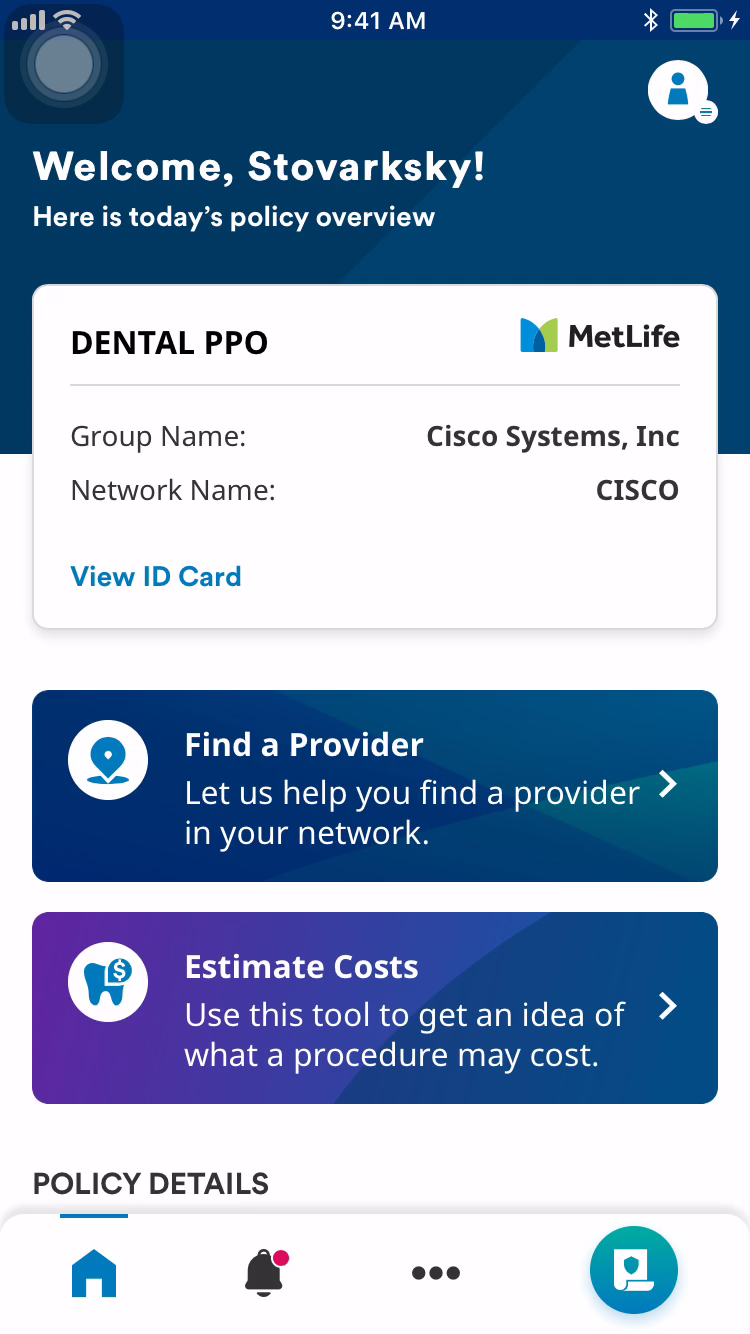 9:41 AM
Welcome, Stovarksky!
Here is today’s policy overview
DENTAL PPO
MetLife
Group Name: Cisco Systems, Inc
Network Name: CISCO
View ID Card
Find a Provider
Let us help you find a provider
in your network.
Estimate Costs
Use this tool to get an idea of
what a procedure may cost.
POLICY DETAILS